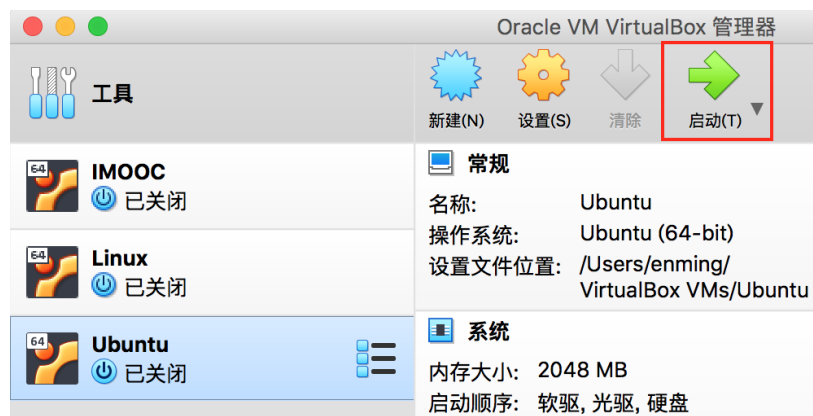 Oracle VM VirtualBox 管理器
工具
新建(N) 设置(S) 清除 启动(T)
64 IMOOC
已关闭
64 Linux
已关闭
64 Ubuntu
已关闭
常规
名称: Ubuntu
操作系统: Ubuntu (64-bit)
设置文件位置: /Users/enming/
VirtualBox VMs/Ubuntu
系统
内存大小: 2048 MB
启动顺序: 软驱, 光驱, 硬盘